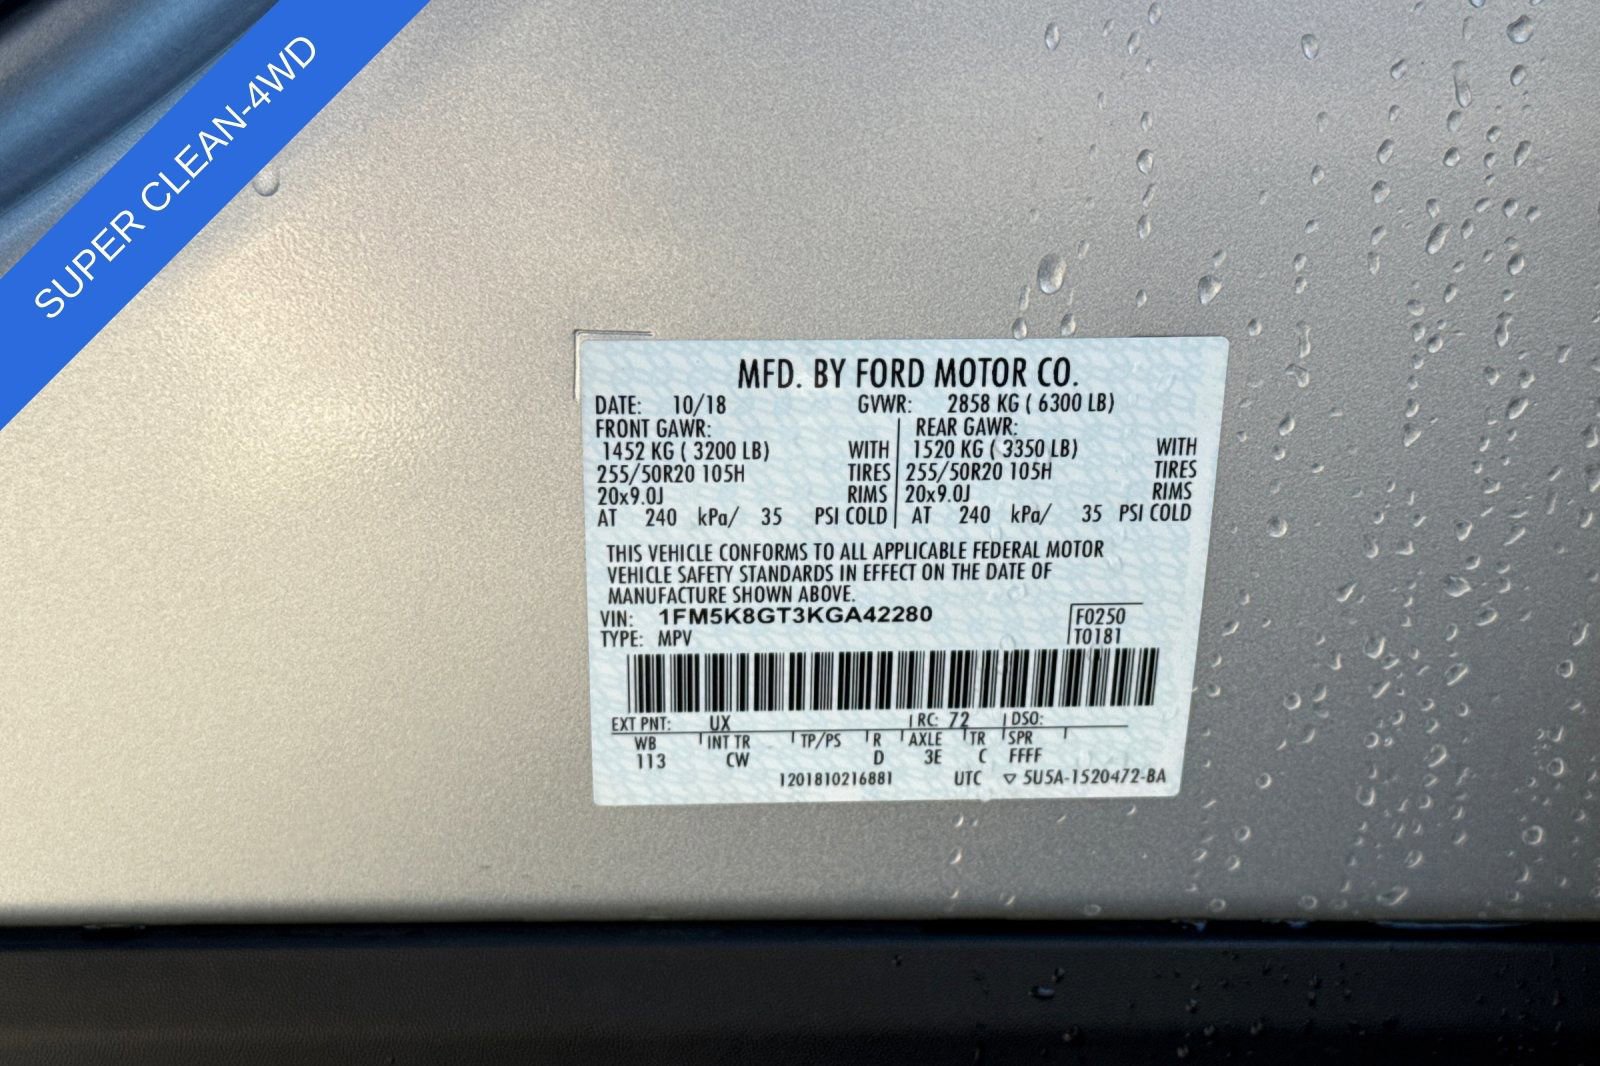 SUPER CLEAN-4WD
MFD. BY FORD MOTOR CO.
DATE: 10/18 GVWR: 2858 KG ( 6300 LB)
FRONT GAWR: REAR GAWR:
1452 KG ( 3200 LB) WITH 1520 KG ( 3350 LB) WITH
255/50R20 105H TIRES 255/50R20 105H TIRES
20x9.0J RIMS 20x9.0J RIMS
AT 240 kPa/ 35 PSI COLD AT 240 kPa/ 35 PSI COLD
THIS VEHICLE CONFORMS TO ALL APPLICABLE FEDERAL MOTOR
VEHICLE SAFETY STANDARDS IN EFFECT ON THE DATE OF
MANUFACTURE SHOWN ABOVE.
VIN: 1FM5K8GT3KGA42280 F0250
TYPE: MPV T0181
EXT PNT: UX RC: 72 DSO:
WB INT TR TP/PS R AXLE TR SPR
113 CW D 3E C FFFF
1201810216881 UTC ▽ 5U5A-1520472-BA